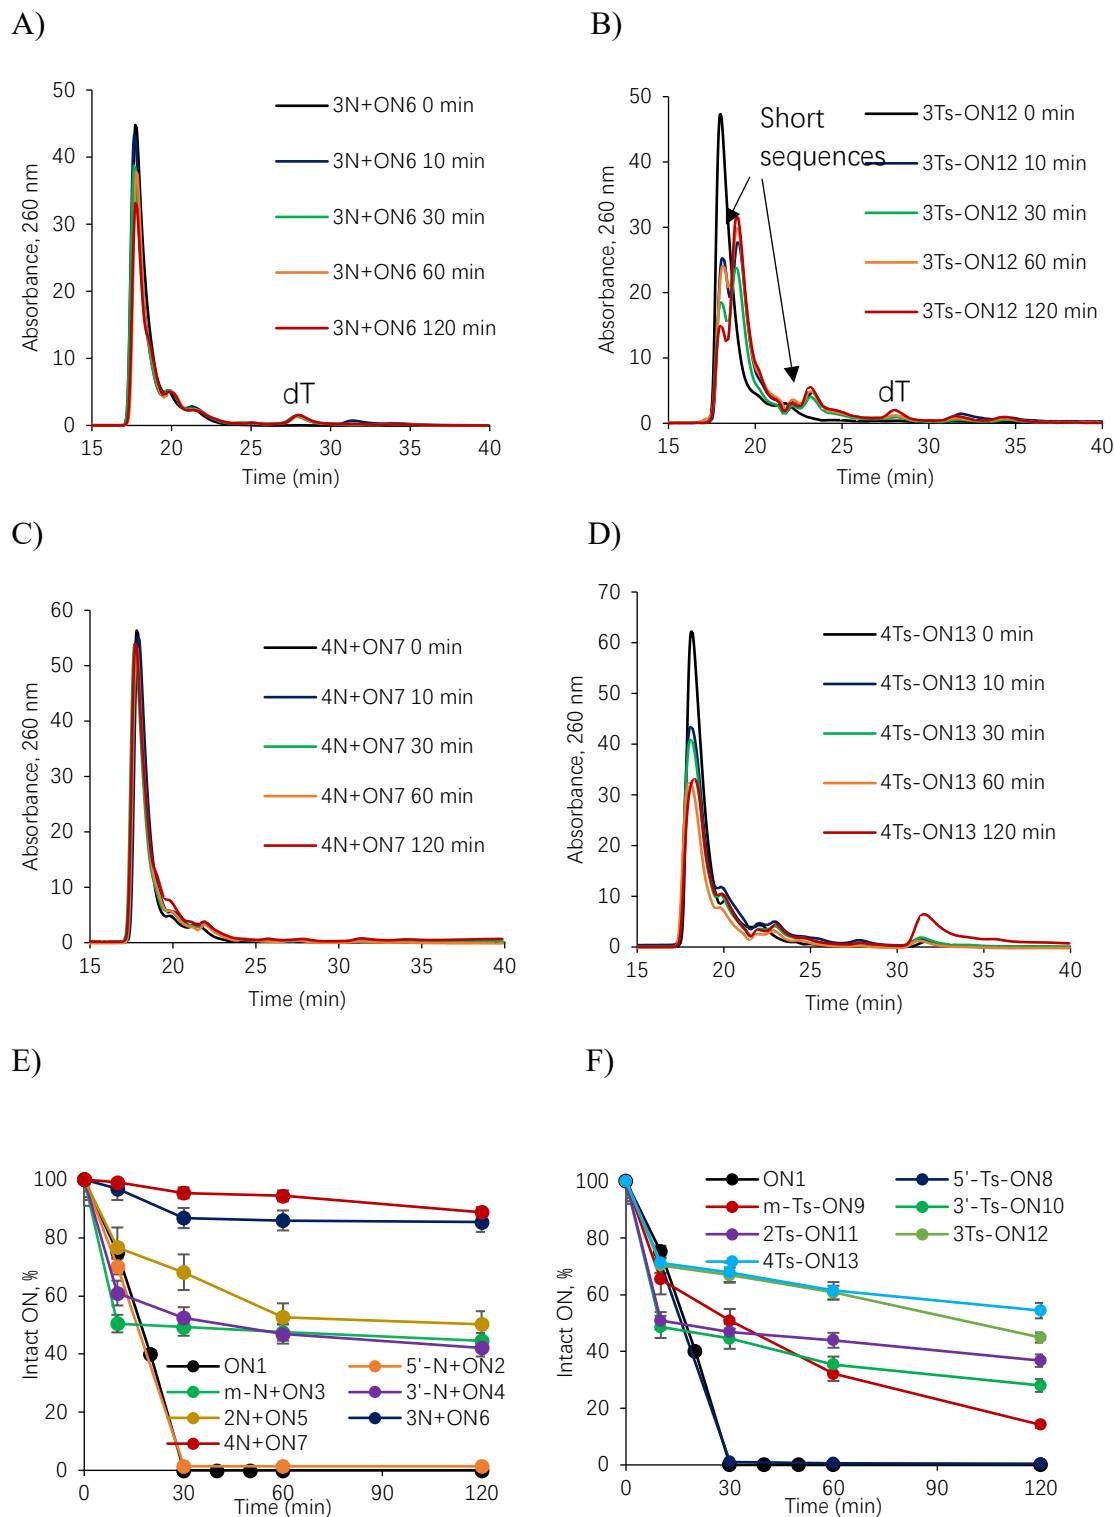 A)
B)
50
40
30
20
10
0
Absorbance, 260 nm
3N+ON6 0 min
3N+ON6 10 min
3N+ON6 30 min
3N+ON6 60 min
3N+ON6 120 min
dT
15 20 25 30 35 40
Time (min)
50
40
30
20
10
0
Absorbance, 260 nm
Short
sequences
3Ts-ON12 0 min
3Ts-ON12 10 min
3Ts-ON12 30 min
3Ts-ON12 60 min
3Ts-ON12 120 min
dT
15 20 25 30 35 40
Time (min)
C)
D)
60
50
40
30
20
10
0
Absorbance, 260 nm
4N+ON7 0 min
4N+ON7 10 min
4N+ON7 30 min
4N+ON7 60 min
4N+ON7 120 min
15 20 25 30 35 40
Time (min)
70
60
50
40
30
20
10
0
Absorbance, 260 nm
4Ts-ON13 0 min
4Ts-ON13 10 min
4Ts-ON13 30 min
4Ts-ON13 60 min
4Ts-ON13 120 min
15 20 25 30 35 40
Time (min)
E)
F)
100
80
60
40
20
0
Intact ON, %
ON1 5'-N+ON2
m-N+ON3 3'-N+ON4
2N+ON5 3N+ON6
4N+ON7
0 30 60 90 120
Time (min)
100
80
60
40
20
0
Intact ON, %
ON1 5'-Ts-ON8
m-Ts-ON9 3'-Ts-ON10
2Ts-ON11 3Ts-ON12
4Ts-ON13
0 30 60 90 120
Time (min)